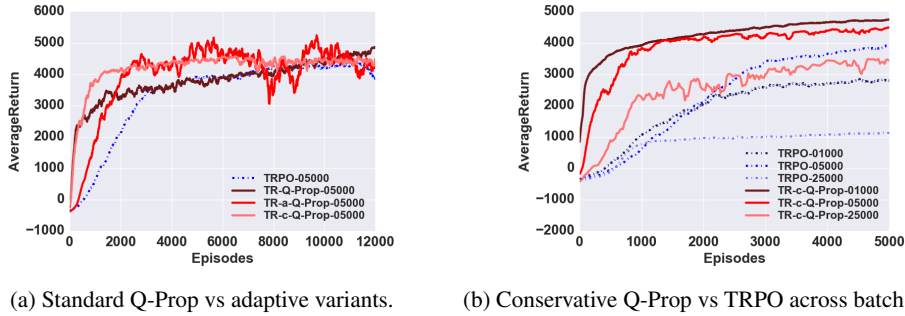 6000
5000
4000
3000
2000
1000
0
−1000
AverageReturn
0
2000
4000
6000
8000
10000
12000
Episodes
TRPO-05000
TR-Q-Prop-05000
TR-a-Q-Prop-05000
TR-c-Q-Prop-05000
(a) Standard Q-Prop vs adaptive variants.
5000
4000
3000
2000
1000
0
−1000
−2000
AverageReturn
0
1000
2000
3000
4000
5000
Episodes
TRPO-01000
TRPO-05000
TRPO-25000
TR-c-Q-Prop-01000
TR-c-Q-Prop-05000
TR-c-Q-Prop-25000
(b) Conservative Q-Prop vs TRPO across batch